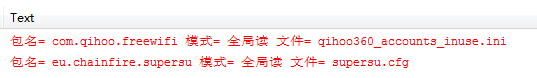 Text
包名= com.qihoo.freewifi 模式= 全局读 文件= qihoo360_accounts_inuse.ini
包名= eu.chainfire.supersu 模式= 全局读 文件= supersu.cfg